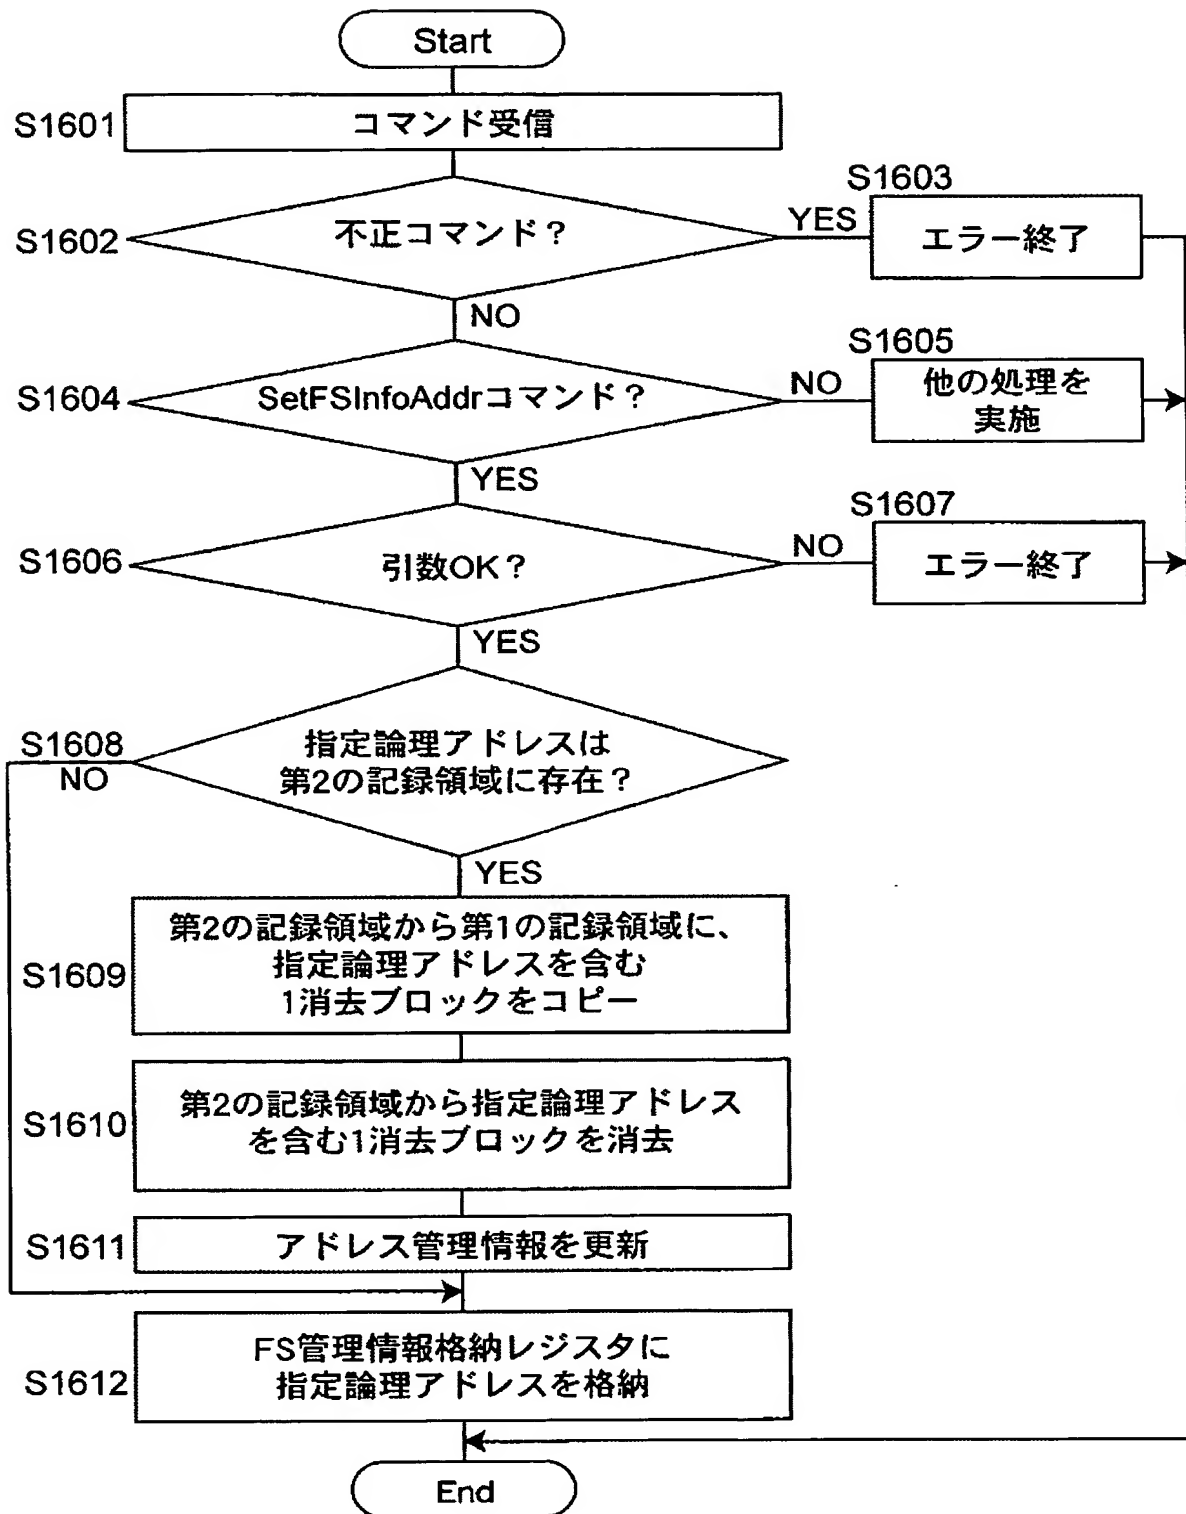 Start
S1601
コマンド受信
S1602
不正コマンド？
YES
S1603
エラー終了
NO
S1604
SetFSInfoAddrコマンド？
NO
S1605
他の処理を
実施
YES
S1606
引数OK？
NO
S1607
エラー終了
YES
S1608
NO
指定論理アドレスは
第2の記録領域に存在？
YES
S1609
第2の記録領域から第1の記録領域に、
指定論理アドレスを含む
1消去ブロックをコピー
S1610
第2の記録領域から指定論理アドレス
を含む1消去ブロックを消去
S1611
アドレス管理情報を更新
S1612
FS管理情報格納レジスタに
指定論理アドレスを格納
End